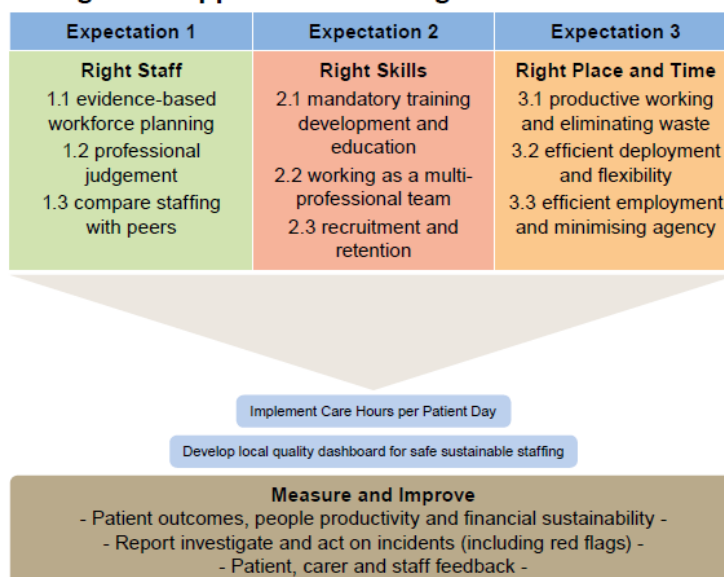 Expectation 1
Expectation 2
Expectation 3
Right Staff
1.1 evidence-based
workforce planning
1.2 professional
judgement
1.3 compare staffing
with peers
Right Skills
2.1 mandatory training
development and
education
2.2 working as a multi-
professional team
2.3 recruitment and
retention
Right Place and Time
3.1 productive working
and eliminating waste
3.2 efficient deployment
and flexibility
3.3 efficient employment
and minimising agency
Implement Care Hours per Patient Day
Develop local quality dashboard for safe sustainable staffing
Measure and Improve
- Patient outcomes, people productivity and financial sustainability -
- Report investigate and act on incidents (including red flags) -
- Patient, carer and staff feedback -